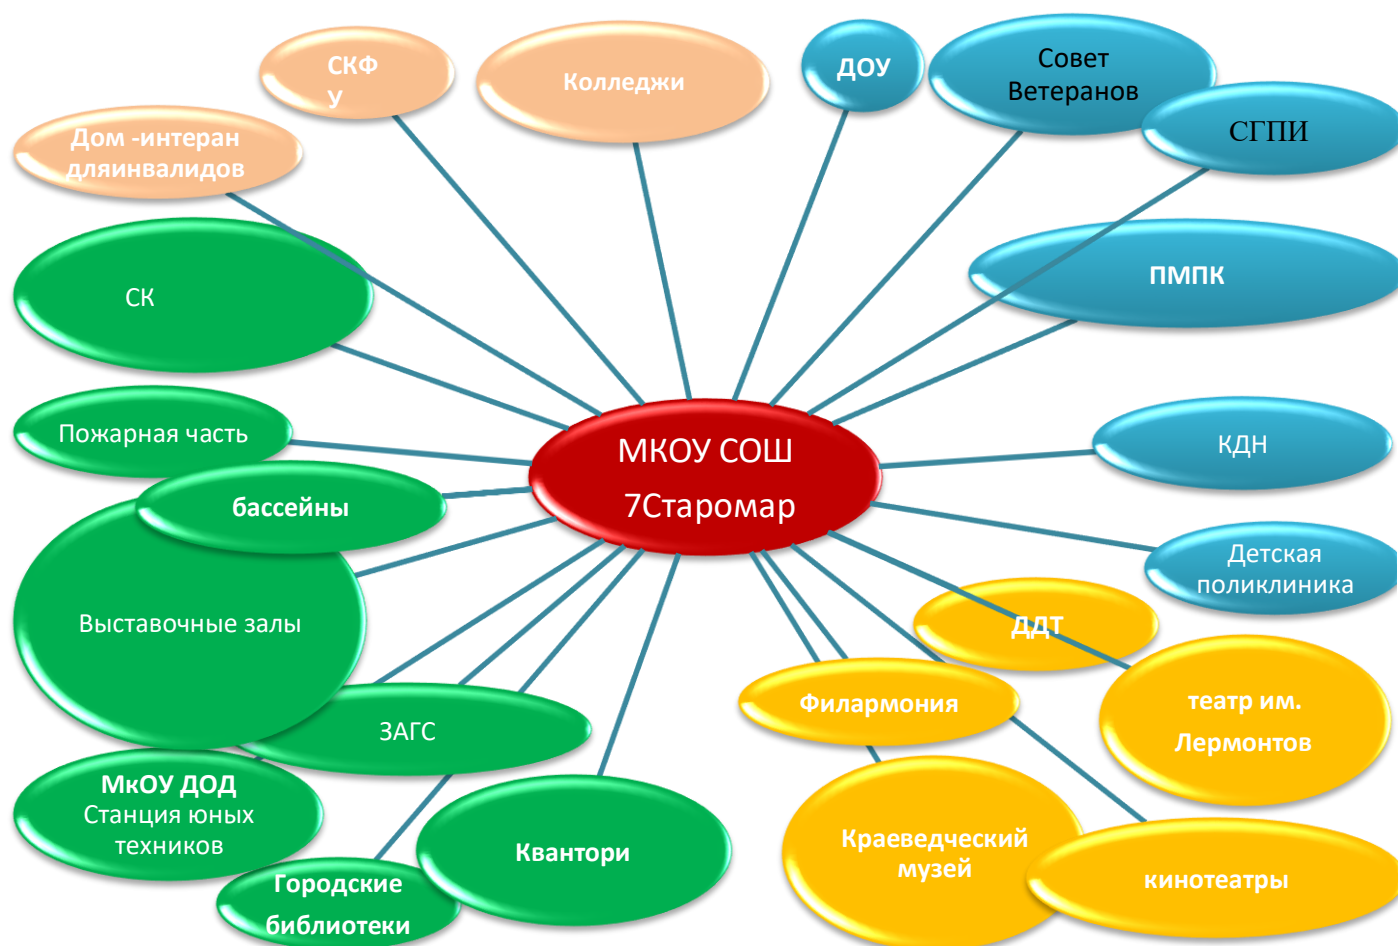 СКФ
У
Колледжи
ДОУ
Совет
Ветеранов
СГПИ
Дом -интеран
дляинвалидов
ПМПК
СК
Пожарная часть
МКОУ СОШ
7Старомар
КДН
бассейны
Детская
поликлиника
Выставочные залы
ДДТ
Филармония
театр им.
Лермонтов
ЗАГС
МкОУ ДОД
Станция юных
техников
Квантори
Краеведческий
музей
кинотеатры
Городские
библиотеки